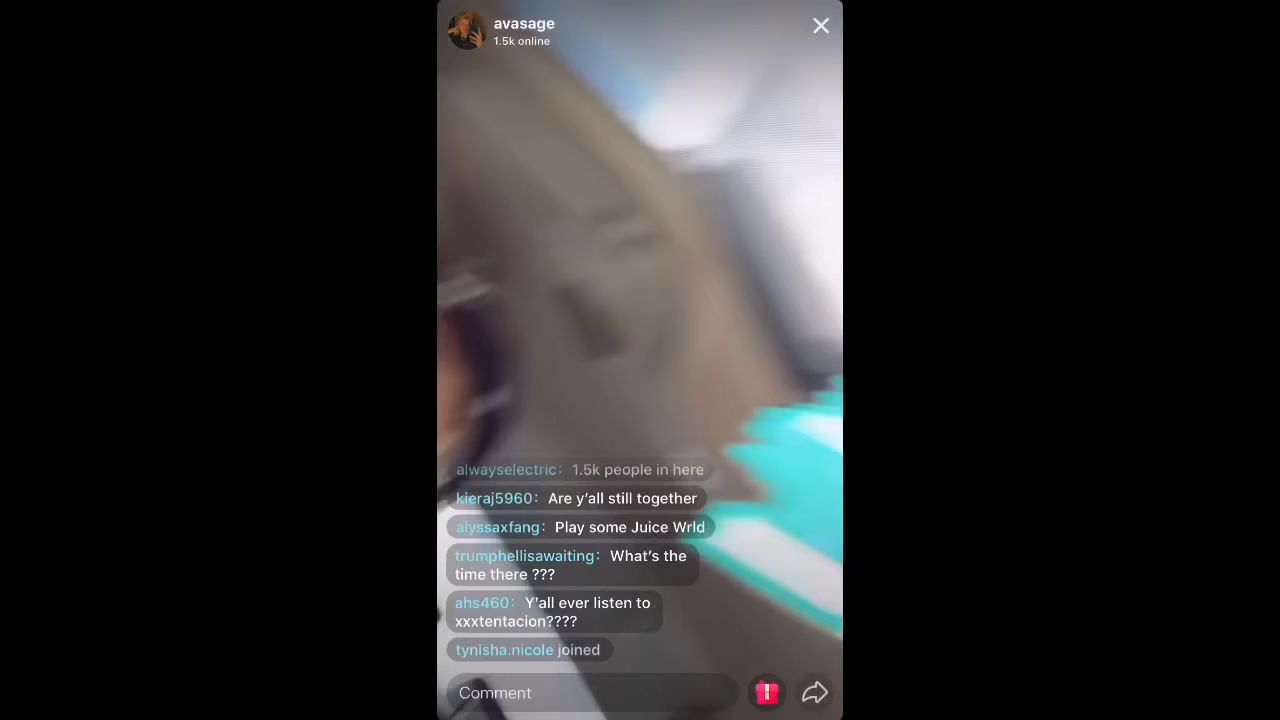 avasage
1.5k online
alwayselectric: 1.5k people in here
kieraj5960: Are y'all still together
alyssaxfang: Play some Juice Wrld
trumphellisawaiting: What's the
time there ???
ahs460: Y'all ever listen to
xxxtentacion????
tynisha.nicole joined
Comment